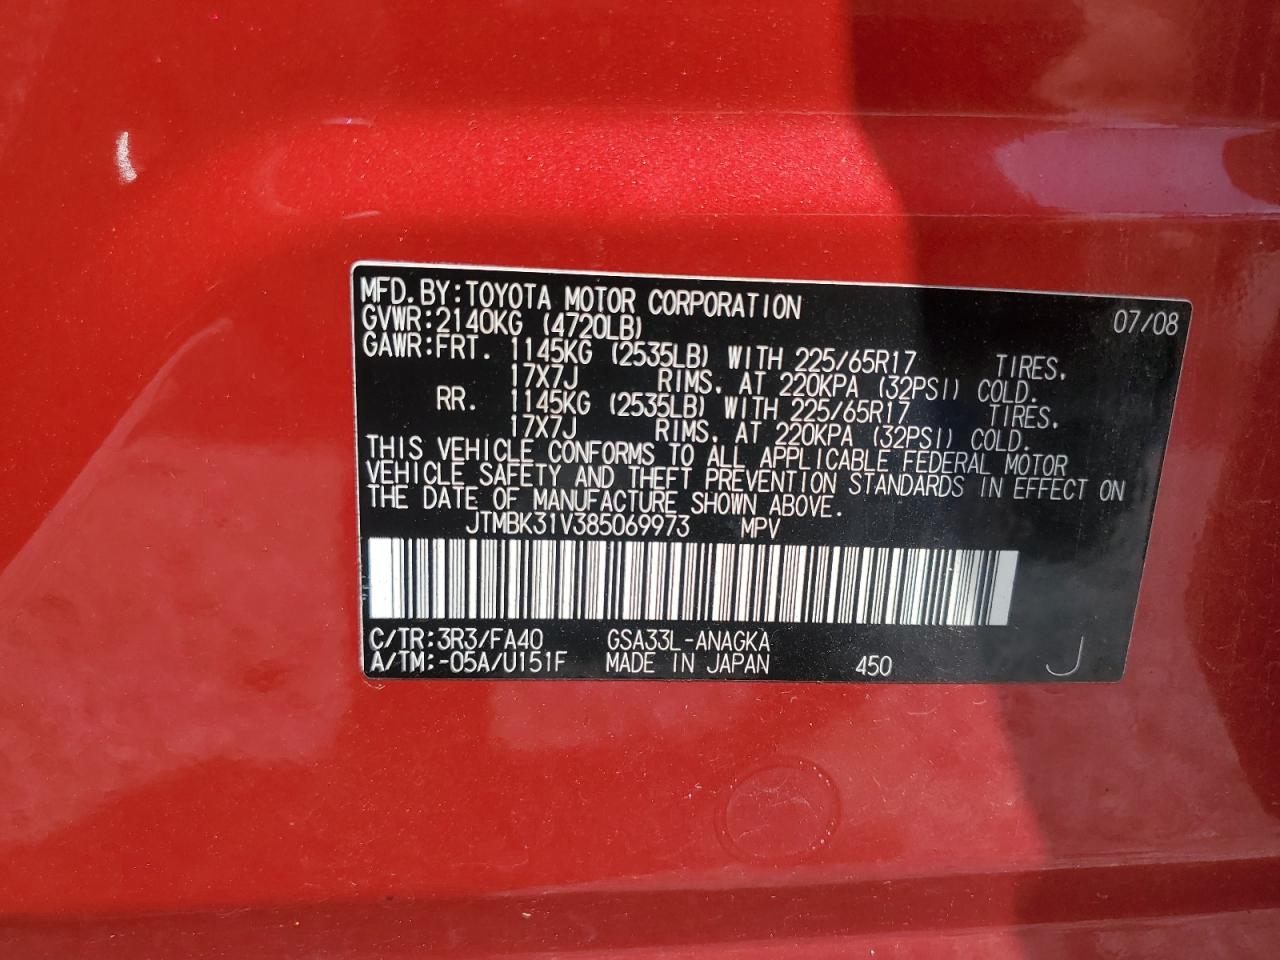 MFD.BY:TOYOTA MOTOR CORPORATION 07/08
GVWR:2140KG (4720LB)
GAWR:FRT. 1145KG (2535LB) WITH 225/65R17 TIRES.
17X7J RIMS. AT 220KPA (32PSI) COLD.
RR. 1145KG (2535LB) WITH 225/65R17 TIRES.
17X7J RIMS. AT 220KPA (32PSI) COLD.
THIS VEHICLE CONFORMS TO ALL APPLICABLE FEDERAL MOTOR
VEHICLE SAFETY AND THEFT PREVENTION STANDARDS IN EFFECT ON
THE DATE OF MANUFACTURE SHOWN ABOVE.
JTMBK31V385069973 MPV
C/TR:3R3/FA40 GSA33L-ANAGKA
A/TM:-05A/U151F MADE IN JAPAN 450 J